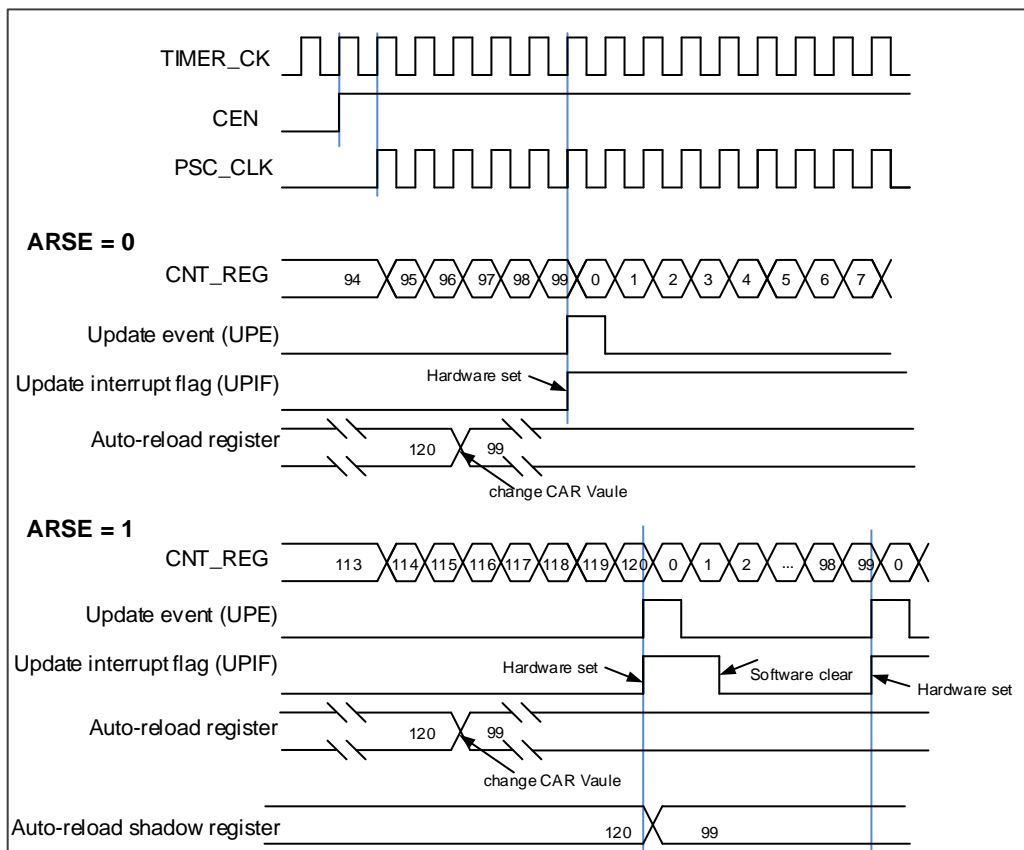 TIMER_CK
CEN
PSC_CLK
ARSE = 0
CNT_REG 94 95 96 97 98 99 0 1 2 3 4 5 6 7
Update event (UPE)
Update interrupt flag (UPIF) Hardware set
Auto-reload register 120 99
change CAR Vaule
ARSE = 1
CNT_REG 113 114 115 116 117 118 119 120 0 1 2 ... 98 99 0
Update event (UPE)
Update interrupt flag (UPIF) Hardware set Software clear Hardware set
Auto-reload register 120 99
change CAR Vaule
Auto-reload shadow register 120 99